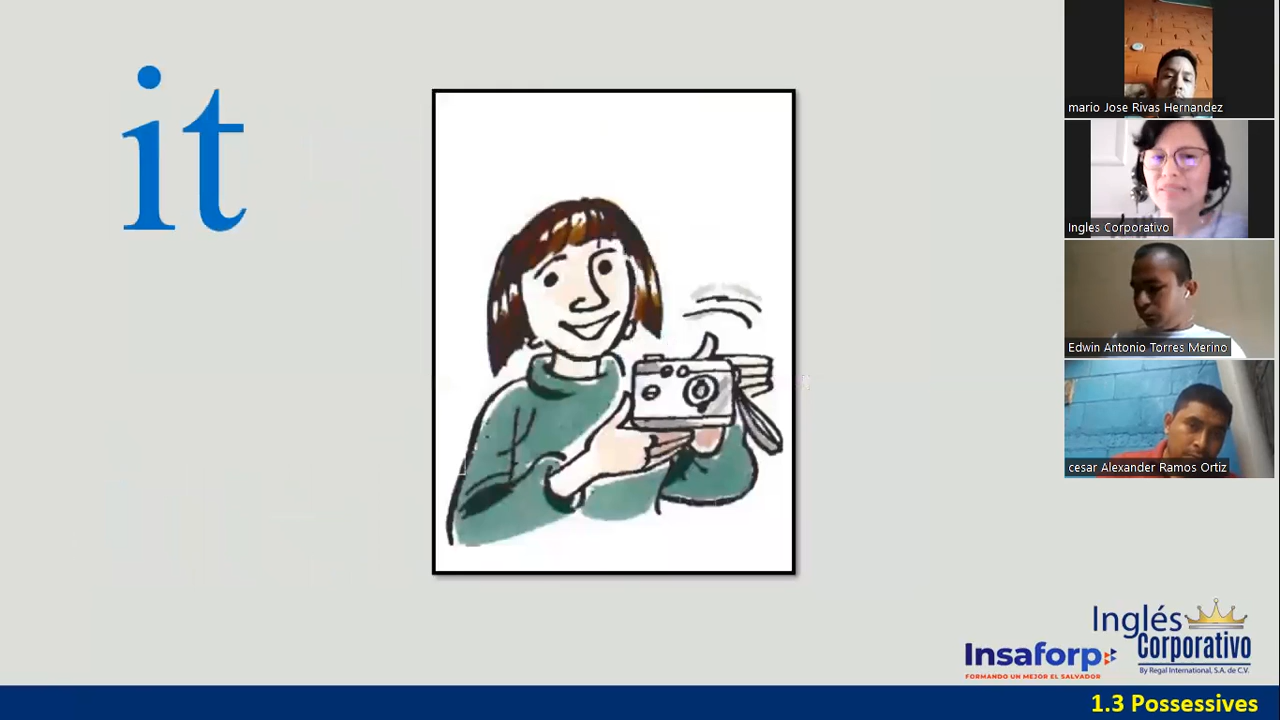 it
mario Jose Rivas Hernandez
Ingles Corporativo
Edwin Antonio Torres Merino
cesar Alexander Ramos Ortiz
Insaforp
FORMANDO UN MEJOR EL SALVADOR
Inglés
Corporativo
By Regal International, S.A. de C.V.
1.3 Possessives